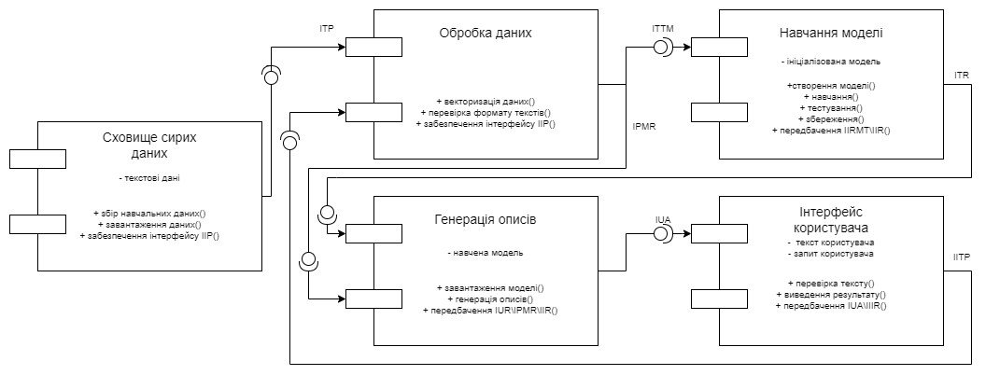 Сховище сирих
даних
- текстові дані
+ збір навчальних даних()
+ завантаження даних()
+ забезпечення інтерфейсу IIP()
ITP
Обробка даних
+ векторизація даних()
+ перевірка формату текстів()
+ забезпечення інтерфейсу IIP()
ITTM
IPMR
Навчання моделі
- ініціалізована модель
+створення моделі()
+ навчання()
+ тестування()
+ збереження()
+ передбачення IIRMT\IIR()
ITR
Генерація описів
- навчена модель
+ завантаження моделі()
+ генерація описів()
+ передбачення IUR\IPMR\IIR()
IUA
Інтерфейс
користувача
- текст користувача
- запит користувача
+ перевірка тексту()
+ виведення результату()
+ передбачення IUA\IIIR()
IITP